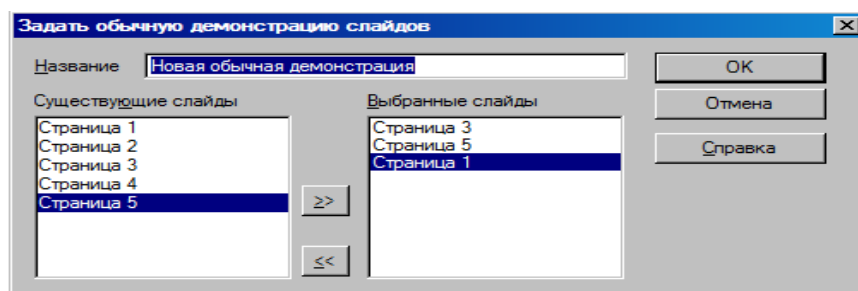 Задать обычную демонстрацию слайдов
Название
Новая обычная демонстрация
OK
Существующие слайды
Выбранные слайды
Отмена
Страница 1
Страница 2
Страница 3
Страница 4
Страница 5
>>
<<
Страница 3
Страница 5
Страница 1
Справка